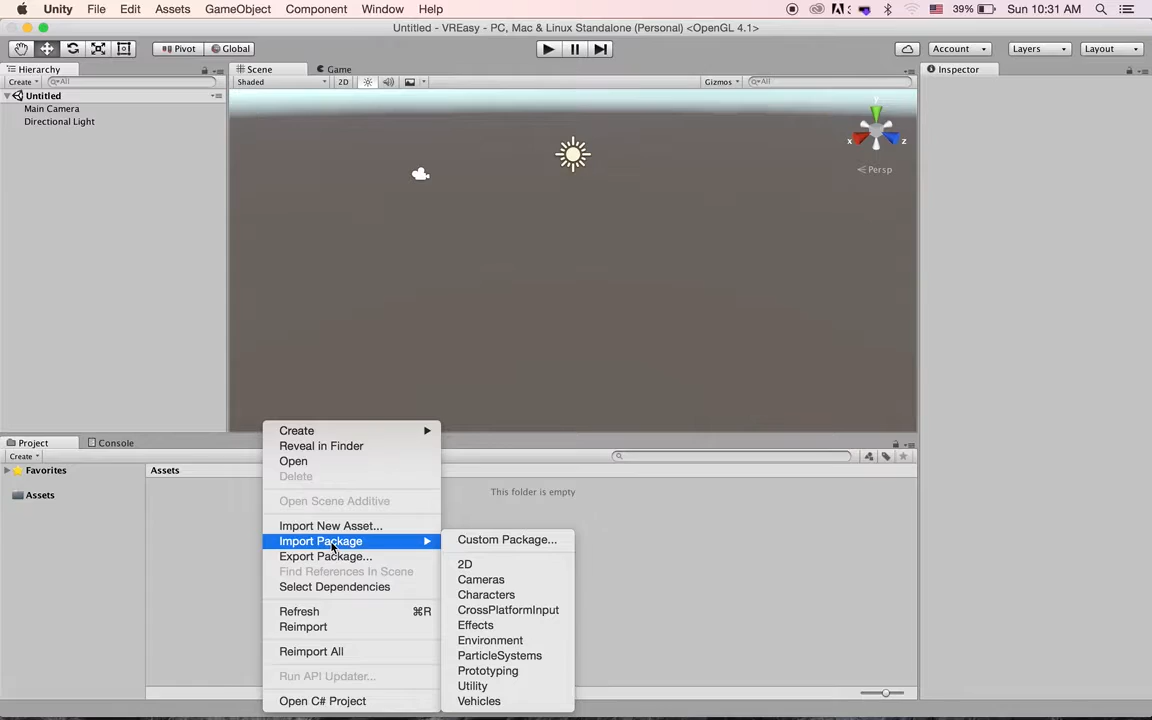 Unity File Edit Assets GameObject Component Window Help 39% Sun 10:31 AM
Untitled - VREasy - PC, Mac & Linux Standalone (Personal) <OpenGL 4.1>
Pivot Global Account Layers Layout
Hierarchy Scene Game Inspector
Create All Shaded 2D Gizmos All
Untitled
Main Camera
Directional Light
y
x z
Persp
Project Console
Create
Favorites Assets
Assets
This folder is empty
Create
Reveal in Finder
Open
Delete
Open Scene Additive
Import New Asset...
Import Package
Export Package...
Find References In Scene
Select Dependencies
Refresh ⌘R
Reimport
Reimport All
Run API Updater...
Open C# Project
Custom Package...
2D
Cameras
Characters
CrossPlatformInput
Effects
Environment
ParticleSystems
Prototyping
Utility
Vehicles